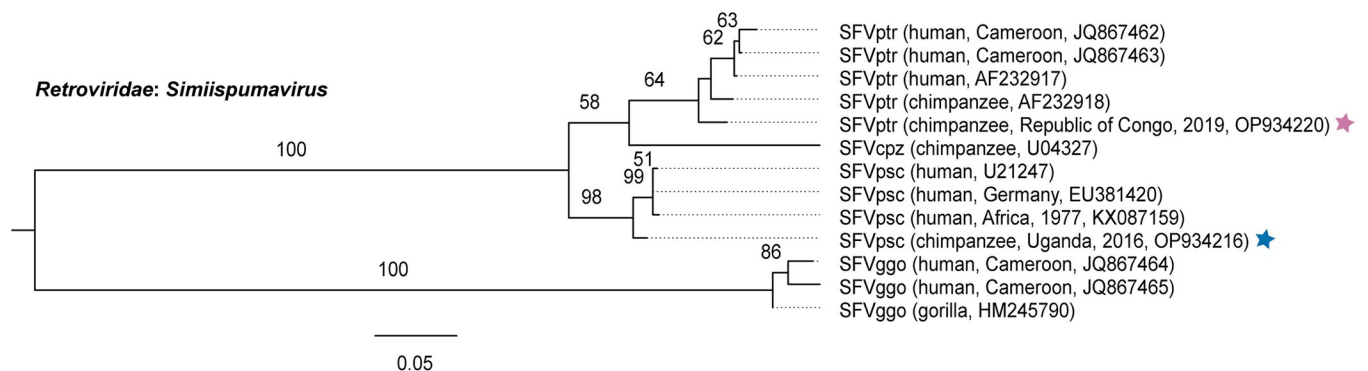 63
SFVptr (human, Cameroon, JQ867462)
62
SFVptr (human, Cameroon, JQ867463)
64
SFVptr (human, AF232917)
Retroviridae: Simiispumavirus
58
SFVptr (chimpanzee, AF232918)
SFVptr (chimpanzee, Republic of Congo, 2019, OP934220)
100
SFVcpz (chimpanzee, U04327)
51
SFVpsc (human, U21247)
99
98
SFVpsc (human, Germany, EU381420)
SFVpsc (human, Africa, 1977, KX087159)
SFVpsc (chimpanzee, Uganda, 2016, OP934216)
86
100
SFVggo (human, Cameroon, JQ867464)
SFVggo (human, Cameroon, JQ867465)
SFVggo (gorilla, HM245790)
0.05